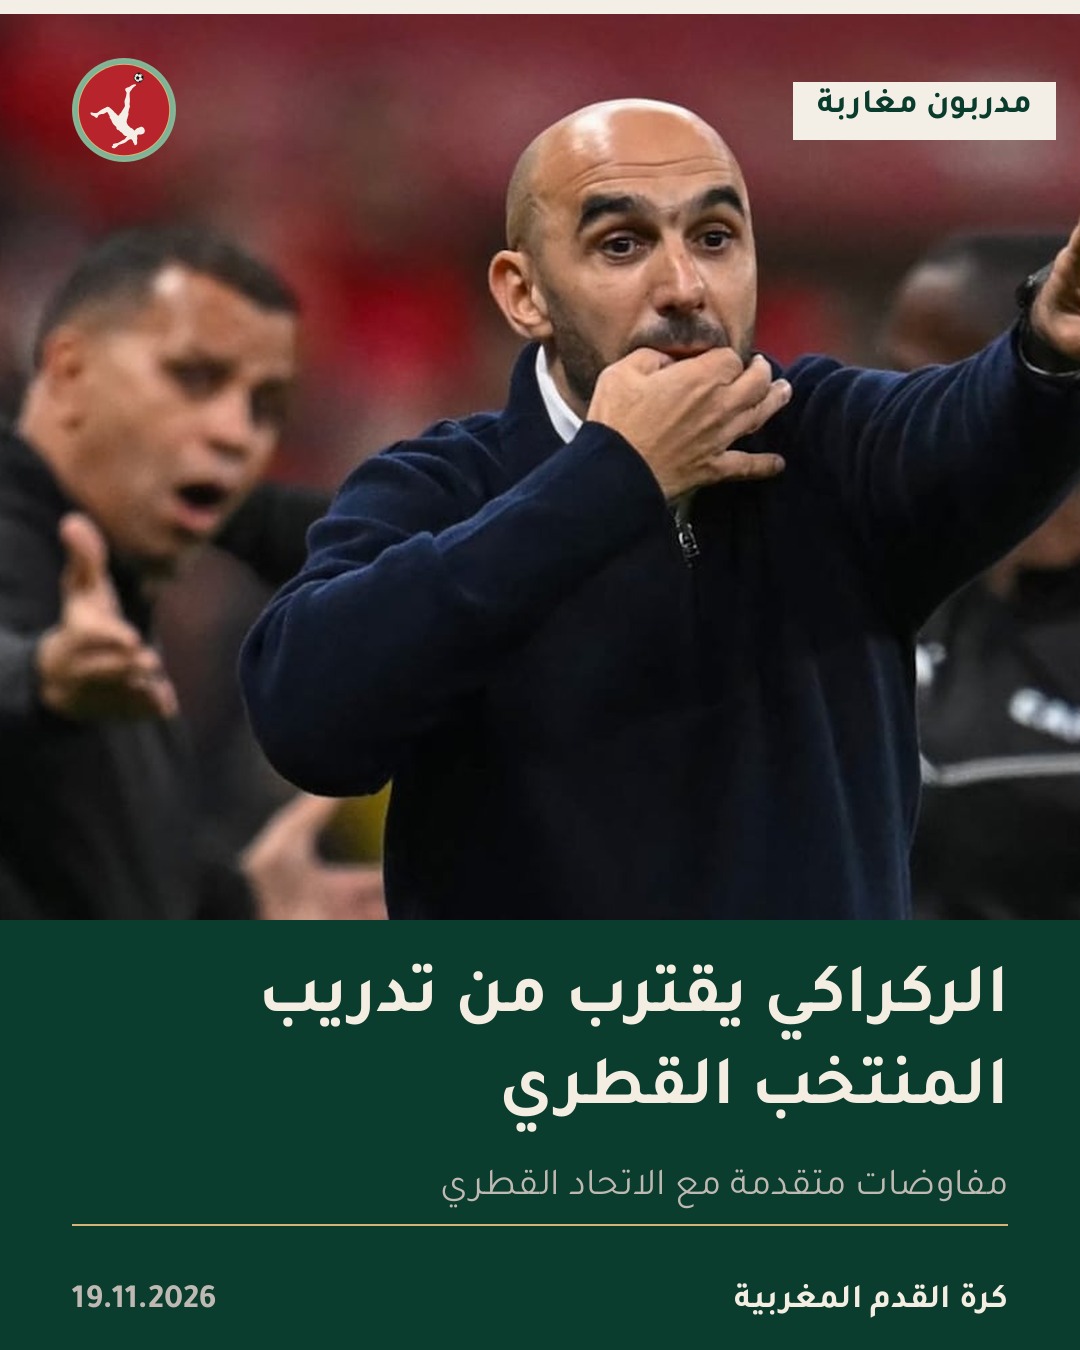 مدربون مغاربة
الركراكي يقترب من تدريب
المنتخب القطري
مفاوضات متقدمة مع الاتحاد القطري
كرة القدم المغربية
19.11.2026